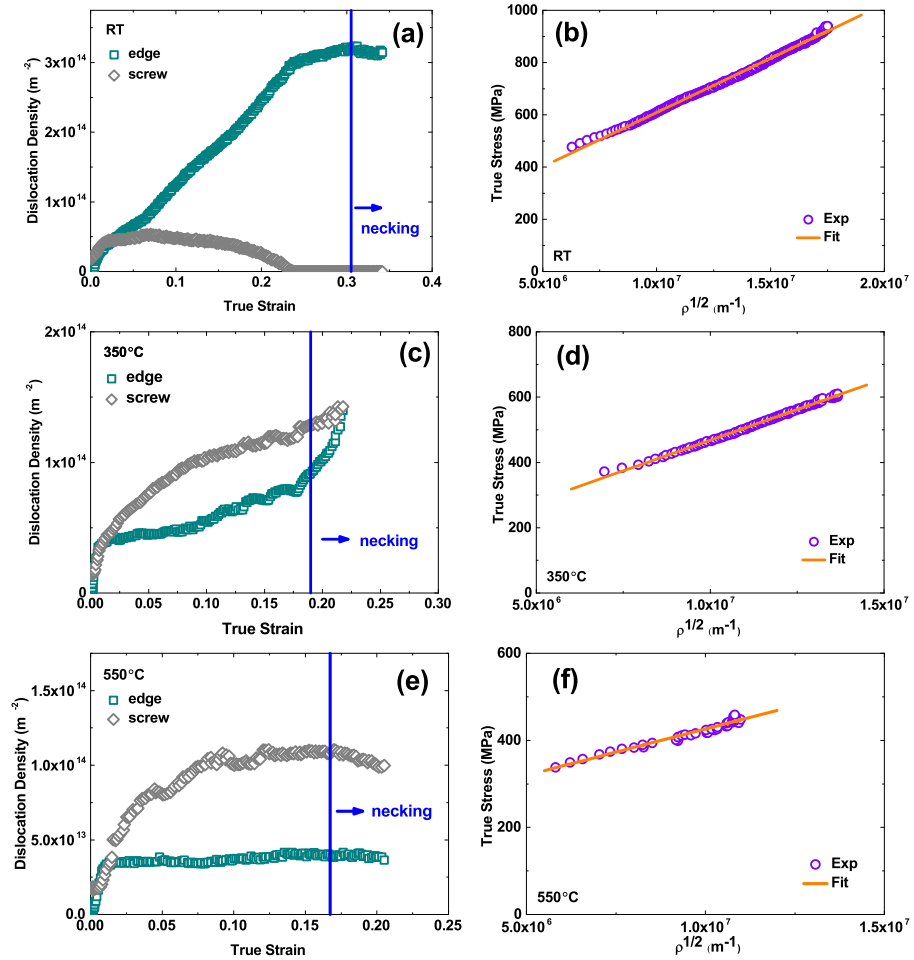 RT
(a)
edge
screw
necking
Dislocation Density (m⁻²)
3x10¹⁴
2x10¹⁴
1x10¹⁴
0
0.0 0.1 0.2 0.3 0.4
True Strain
(b)
True Stress (MPa)
1000
800
600
400
200
0
Exp
Fit
RT
5.0x10⁶ 1.0x10⁷ 1.5x10⁷ 2.0x10⁷
ρ^1/2 (m⁻¹)
350°C
(c)
edge
screw
necking
Dislocation Density (m⁻²)
2x10¹⁴
1x10¹⁴
0
0.00 0.05 0.10 0.15 0.20 0.25 0.30
True Strain
(d)
True Stress (MPa)
800
600
400
200
0
Exp
Fit
350°C
5.0x10⁶ 1.0x10⁷ 1.5x10⁷
ρ^1/2 (m⁻¹)
550°C
(e)
edge
screw
necking
Dislocation Density (m⁻²)
1.5x10¹⁴
1.0x10¹⁴
5.0x10¹³
0.0
0.00 0.05 0.10 0.15 0.20 0.25
True Strain
(f)
True Stress (MPa)
600
400
200
0
Exp
Fit
550°C
5.0x10⁶ 1.0x10⁷ 1.5x10⁷
ρ^1/2 (m⁻¹)